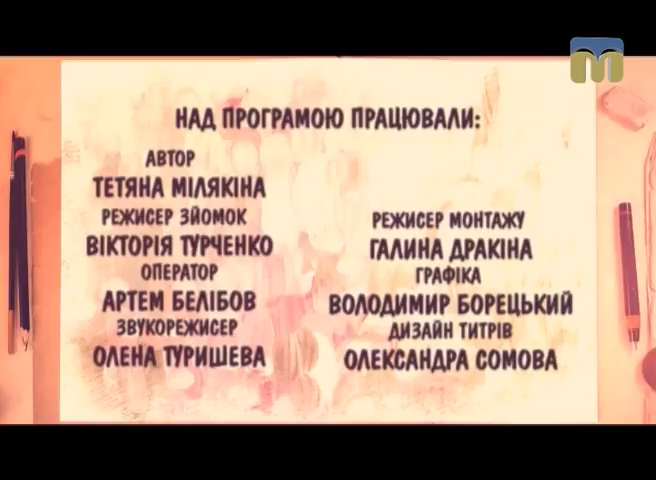 НАД ПРОГРАМОЮ ПРАЦЮВАЛИ:
АВТОР
ТЕТЯНА МІЛЯКІНА
РЕЖИСЕР ЗЙОМОК
ВІКТОРІЯ ТУРЧЕНКО
ОПЕРАТОР
АРТЕМ БЕЛІБОВ
ЗВУКОРЕЖИСЕР
ОЛЕНА ТУРИШЕВА
РЕЖИСЕР МОНТАЖУ
ГАЛИНА ДРАКІНА
ГРАФІКА
ВОЛОДИМИР БОРЕЦЬКИЙ
ДИЗАЙН ТИТРІВ
ОЛЕКСАНДРА СОМОВА